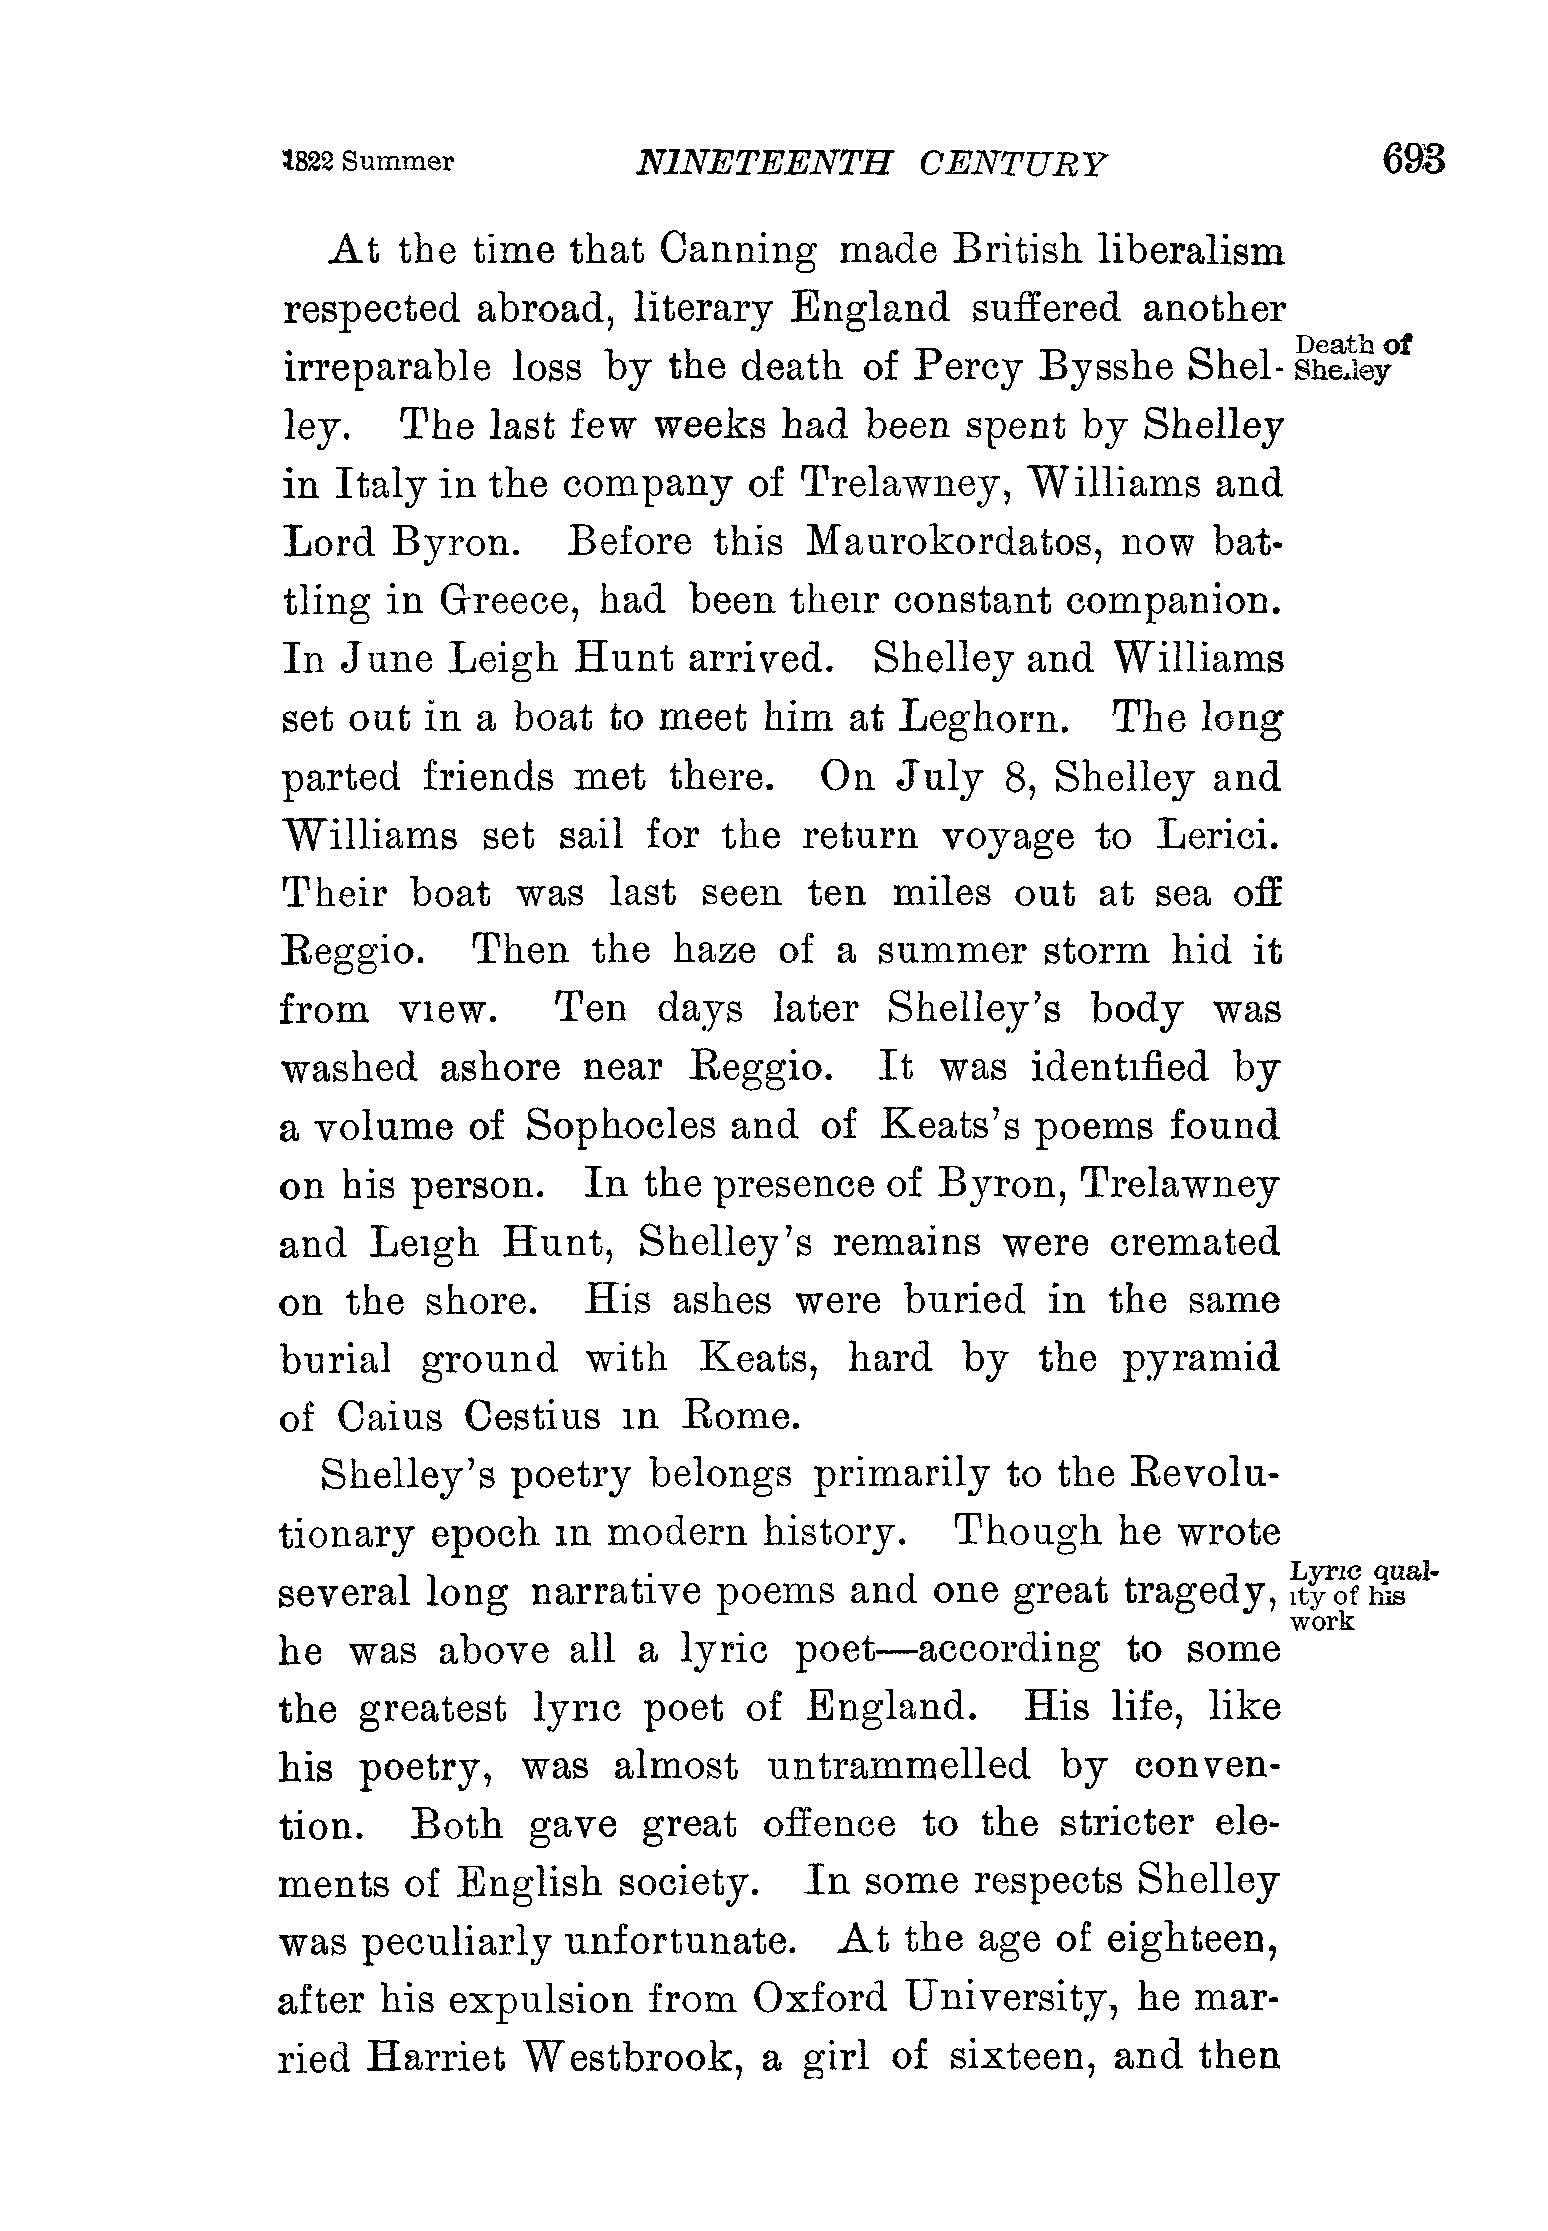 1822 Summer NINETEENTH CENTURY 693
At the time that Canning made British liberalism
respected abroad, literary England suffered another
irreparable loss by the death of Percy Bysshe Shel-
Death of
Shelley
ley. The last few weeks had been spent by Shelley
in Italy in the company of Trelawney, Williams and
Lord Byron. Before this Maurokordatos, now bat-
tling in Greece, had been their constant companion.
In June Leigh Hunt arrived. Shelley and Williams
set out in a boat to meet him at Leghorn. The long
parted friends met there. On July 8, Shelley and
Williams set sail for the return voyage to Lerici.
Their boat was last seen ten miles out at sea off
Reggio. Then the haze of a summer storm hid it
from view. Ten days later Shelley's body was
washed ashore near Reggio. It was identified by
a volume of Sophocles and of Keats's poems found
on his person. In the presence of Byron, Trelawney
and Leigh Hunt, Shelley's remains were cremated
on the shore. His ashes were buried in the same
burial ground with Keats, hard by the pyramid
of Caius Cestius in Rome.
Shelley's poetry belongs primarily to the Revolu-
tionary epoch in modern history. Though he wrote
several long narrative poems and one great tragedy,
Lyric qual-
ity of his
work
he was above all a lyric poet—according to some
the greatest lyric poet of England. His life, like
his poetry, was almost untrammelled by conven-
tion. Both gave great offence to the stricter ele-
ments of English society. In some respects Shelley
was peculiarly unfortunate. At the age of eighteen,
after his expulsion from Oxford University, he mar-
ried Harriet Westbrook, a girl of sixteen, and then